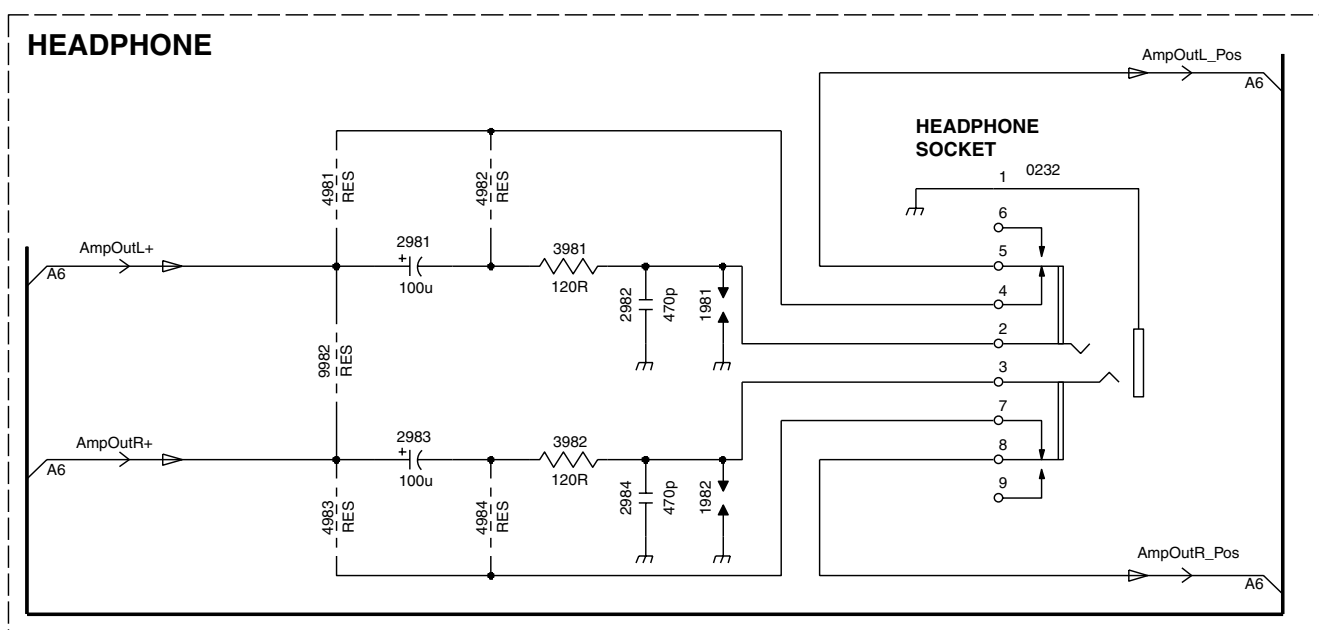 HEADPHONE
AmpOutL_Pos
A6
HEADPHONE
SOCKET
1
0232
4981
RES
4982
RES
6
AmpOutL+
A6
2981
+
100u
3981
120R
5
4
2982
470p
1981
2
9982
RES
3
7
AmpOutR+
A6
2983
+
100u
3982
120R
8
4983
RES
4984
RES
2984
470p
1982
9
AmpOutR_Pos
A6